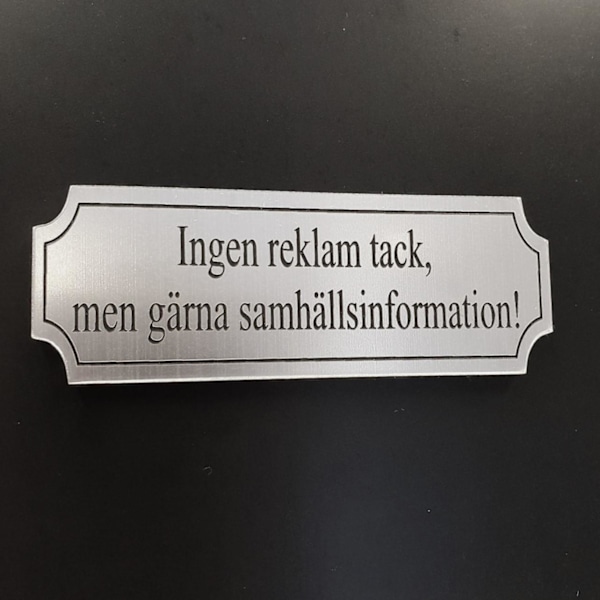 Ingen reklam tack,
men gärna samhällsinformation!